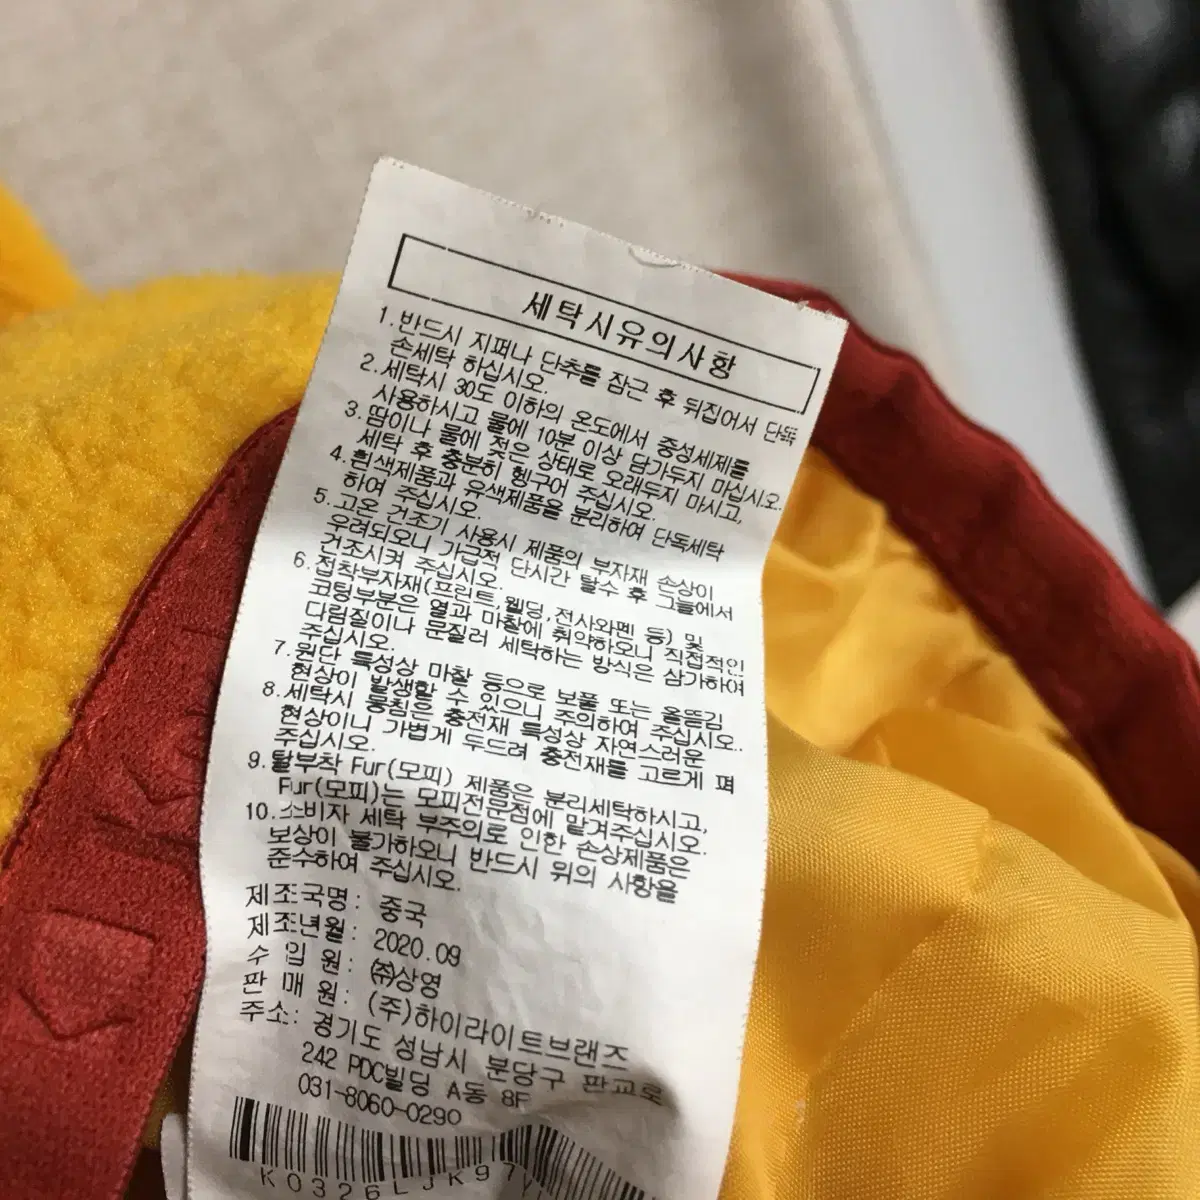 세탁시유의사항
1.반드시 지퍼나 단추를 잠근 후 뒤집어서 단독
손세탁 하십시오.
2.세탁시 30도 이하의 온도에서 중성세제를
사용하시고 물에 10분 이상 담가두지 마십시오.
3.땀이나 물에 젖은 상태로 오래두지 마시고,
세탁 후 충분히 헹구어 주십시오.
4.흰색제품과 유색제품을 분리하여 단독세탁
하여 주십시오.
5.고온 건조기 사용시 제품의 부자재 손상이
우려되오니 가급적 단시간 탈수 후 그늘에서
건조시켜 주십시오.
6.접착부자재(프린트,웰딩,전사와펜 등) 및
코팅부분은 열과 마찰에 취약하오니 직접적인
다림질이나 문질러 세탁하는 방식은 삼가하여
주십시오.
7.원단 특성상 마찰 등으로 보풀 또는 올뜯김
현상이 발생할 수 있으니 주의하여 주십시오.
8.세탁시 뭉침은 충전재 특성상 자연스러운
현상이니 가볍게 두드려 충전재를 고르게 펴
주십시오.
9.탈부착 Fur(모피) 제품은 분리세탁하시고,
Fur(모피)는 모피전문점에 맡겨주십시오.
10.소비자 세탁 부주의로 인한 손상제품은
보상이 불가하오니 반드시 위의 사항을
준수하여 주십시오.
제조국명: 중국
제조년월: 2020.09
수 입 원: ㈜상영
판 매 원: (주)하이라이트브랜즈
주소: 경기도 성남시 분당구 판교로
242 PDC빌딩 A동 8F
031-8060-0290
K0326LJK97